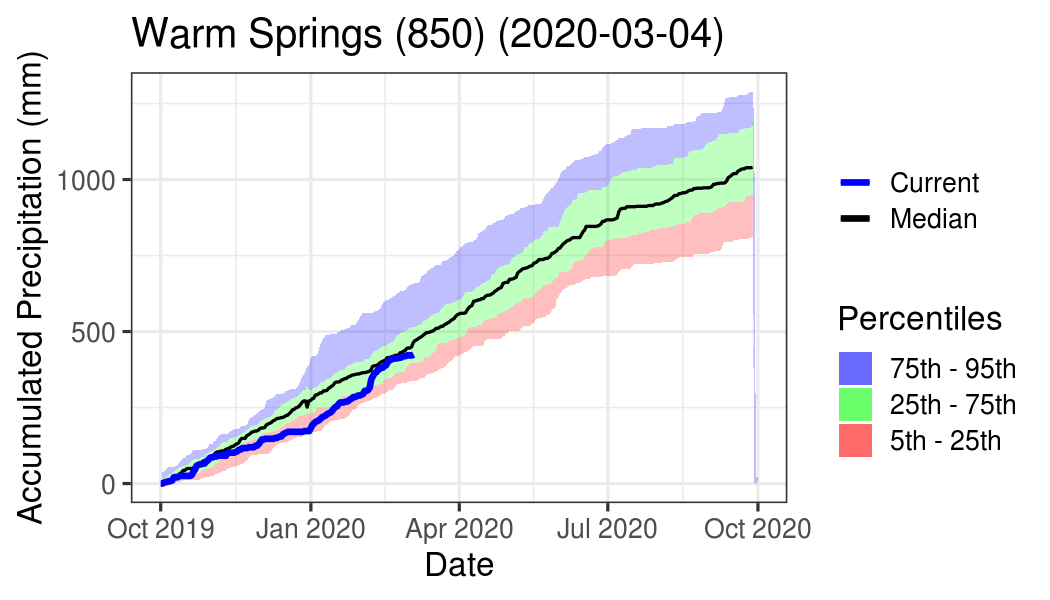 Warm Springs (850) (2020-03-04)
Accumulated Precipitation (mm)
1000
500
0
Oct 2019 Jan 2020 Apr 2020 Jul 2020 Oct 2020
Date
Current
Median
Percentiles
75th - 95th
25th - 75th
5th - 25th